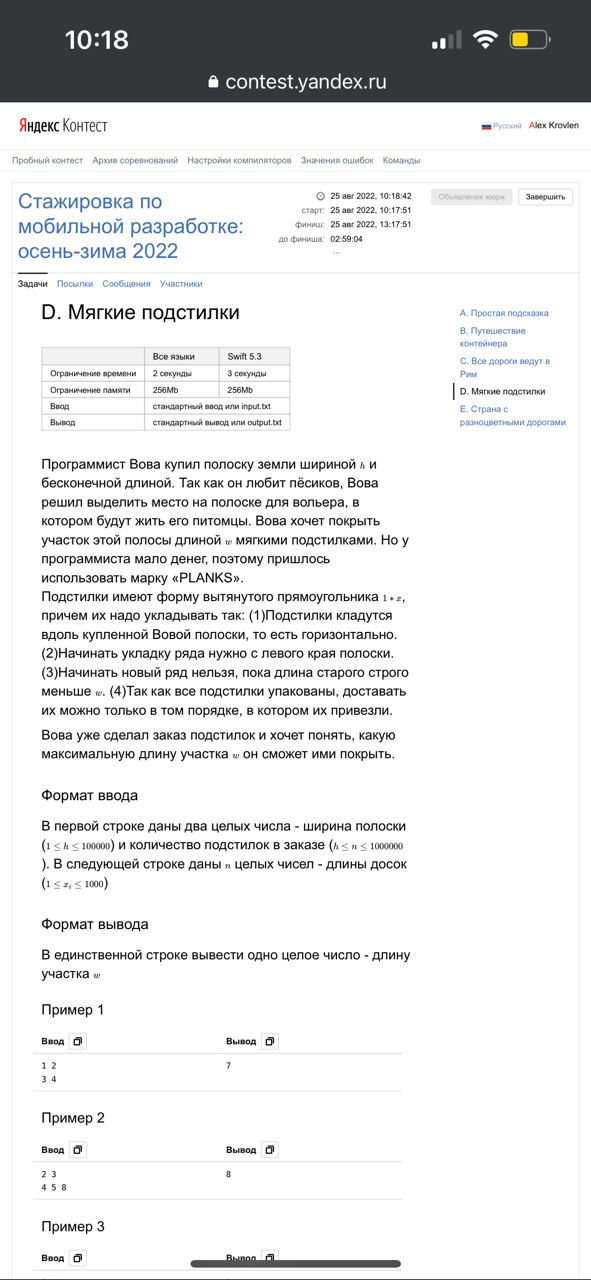 10:18
contest.yandex.ru
Яндекс Контест
Русский Alex Krovlen
Пробный контест Архив соревнований Настройки компиляторов Значения ошибок Команды
Стажировка по
мобильной разработке:
осень-зима 2022
25 авг 2022, 10:18:42
старт: 25 авг 2022, 10:17:51
финиш: 25 авг 2022, 13:17:51
до финиша: 02:59:04
...
Объявления жюри Завершить
Задачи Посылки Сообщения Участники
D. Мягкие подстилки
Все языки Swift 5.3
Ограничение времени 2 секунды 3 секунды
Ограничение памяти 256Mb 256Mb
Ввод стандартный ввод или input.txt
Вывод стандартный вывод или output.txt
A. Простая подсказка
B. Путешествие
контейнера
C. Все дороги ведут в
Рим
D. Мягкие подстилки
E. Страна с
разноцветными дорогами
Программист Вова купил полоску земли шириной h и
бесконечной длиной. Так как он любит пёсиков, Вова
решил выделить место на полоске для вольера, в
котором будут жить его питомцы. Вова хочет покрыть
участок этой полосы длиной w мягкими подстилками. Но у
программиста мало денег, поэтому пришлось
использовать марку «PLANKS».
Подстилки имеют форму вытянутого прямоугольника 1 * x,
причем их надо укладывать так: (1)Подстилки кладутся
вдоль купленной Вовой полоски, то есть горизонтально.
(2)Начинать укладку ряда нужно с левого края полоски.
(3)Начинать новый ряд нельзя, пока длина старого строго
меньше w. (4)Так как все подстилки упакованы, доставать
их можно только в том порядке, в котором их привезли.
Вова уже сделал заказ подстилок и хочет понять, какую
максимальную длину участка w он сможет ими покрыть.
Формат ввода
В первой строке даны два целых числа - ширина полоски
(1 ≤ h ≤ 100000) и количество подстилок в заказе (h ≤ n ≤ 1000000
). В следующей строке даны n целых чисел - длины досок
(1 ≤ xᵢ ≤ 1000)
Формат вывода
В единственной строке вывести одно целое число - длину
участка w
Пример 1
Ввод Вывод
1 2 7
3 4
Пример 2
Ввод Вывод
2 3 8
4 5 8
Пример 3
Ввод Вывод